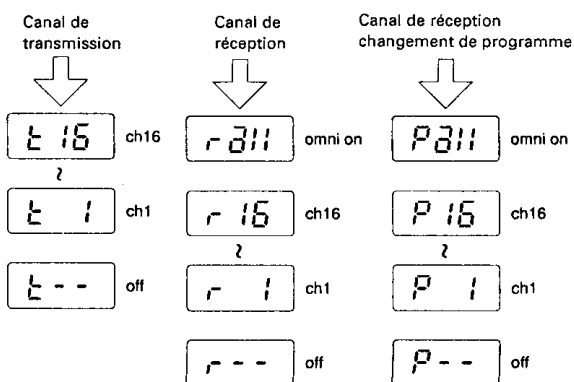 Canal de
transmission
Canal de
réception
Canal de réception
changement de programme
t 16 ch16
t 1 ch1
t-- off
r all omni on
r 16 ch16
r 1 ch1
r--- off
P all omni on
P 16 ch16
P 1 ch1
P-- off